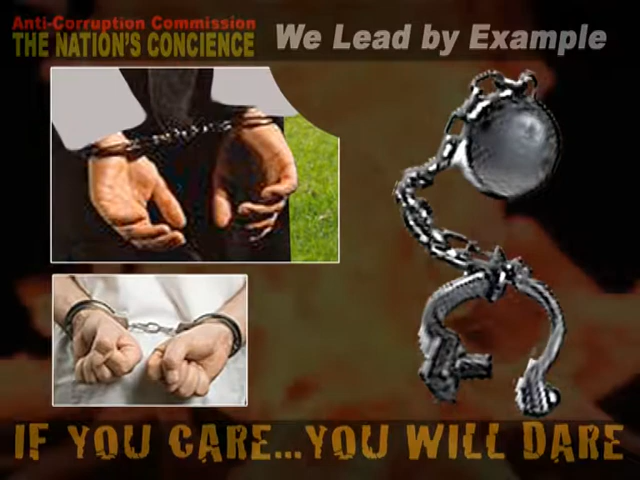 Anti-Corruption Commission
THE NATION'S CONCIENCE
We Lead by Example
IF YOU CARE...YOU WILL DARE